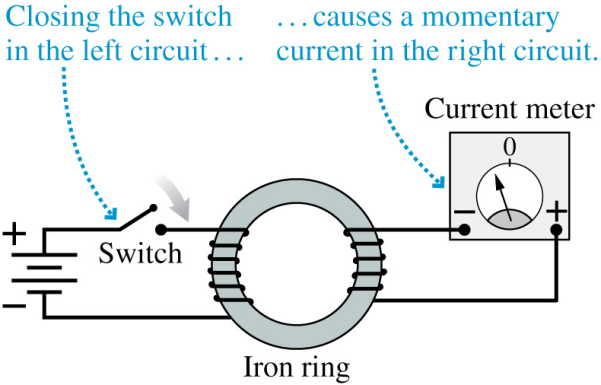 Closing the switch
in the left circuit...
...causes a momentary
current in the right circuit.
Current meter
0
− +
+
Switch
−
Iron ring